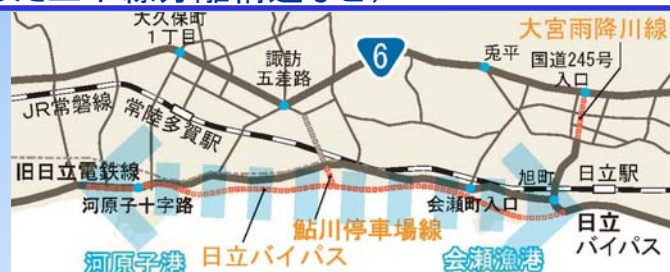 大久保町
１丁目
諏訪
五差路
6
兎平
国道245号
入口
大宮雨降川線
JR常磐線
常陸多賀駅
旧日立電鉄線
河原子十字路
日立バイパス
鮎川停車場線
会瀬町入口
旭町
日立駅
日立
バイパス
河原子港
会瀬漁港